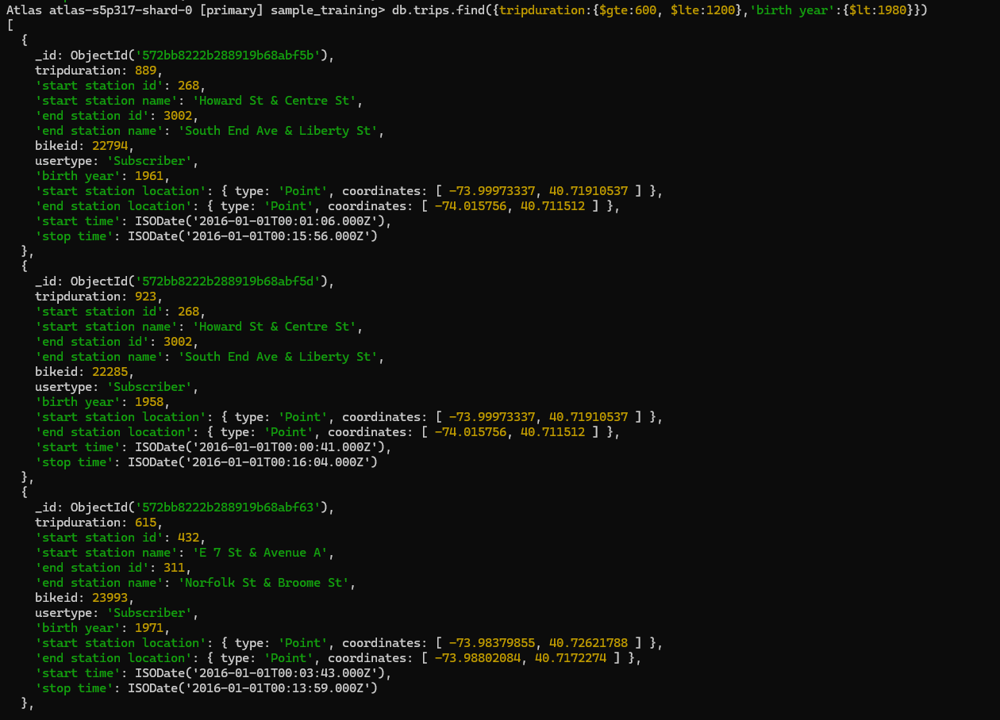 Atlas atlas-s5p317-shard-0 [primary] sample_training> db.trips.find({tripduration:{$gte:600, $lte:1200},'birth year':{$lt:1980}})
[
  {
    _id: ObjectId('572bb8222b288919b68abf5b'),
    tripduration: 889,
    'start station id': 268,
    'start station name': 'Howard St & Centre St',
    'end station id': 3002,
    'end station name': 'South End Ave & Liberty St',
    bikeid: 22794,
    usertype: 'Subscriber',
    'birth year': 1961,
    'start station location': { type: 'Point', coordinates: [ -73.99973337, 40.71910537 ] },
    'end station location': { type: 'Point', coordinates: [ -74.015756, 40.711512 ] },
    'start time': ISODate('2016-01-01T00:01:06.000Z'),
    'stop time': ISODate('2016-01-01T00:15:56.000Z')
  },
  {
    _id: ObjectId('572bb8222b288919b68abf5d'),
    tripduration: 923,
    'start station id': 268,
    'start station name': 'Howard St & Centre St',
    'end station id': 3002,
    'end station name': 'South End Ave & Liberty St',
    bikeid: 22285,
    usertype: 'Subscriber',
    'birth year': 1958,
    'start station location': { type: 'Point', coordinates: [ -73.99973337, 40.71910537 ] },
    'end station location': { type: 'Point', coordinates: [ -74.015756, 40.711512 ] },
    'start time': ISODate('2016-01-01T00:00:41.000Z'),
    'stop time': ISODate('2016-01-01T00:16:04.000Z')
  },
  {
    _id: ObjectId('572bb8222b288919b68abf63'),
    tripduration: 615,
    'start station id': 432,
    'start station name': 'E 7 St & Avenue A',
    'end station id': 311,
    'end station name': 'Norfolk St & Broome St',
    bikeid: 23993,
    usertype: 'Subscriber',
    'birth year': 1971,
    'start station location': { type: 'Point', coordinates: [ -73.98379855, 40.72621788 ] },
    'end station location': { type: 'Point', coordinates: [ -73.98802084, 40.7172274 ] },
    'start time': ISODate('2016-01-01T00:03:43.000Z'),
    'stop time': ISODate('2016-01-01T00:13:59.000Z')
  },